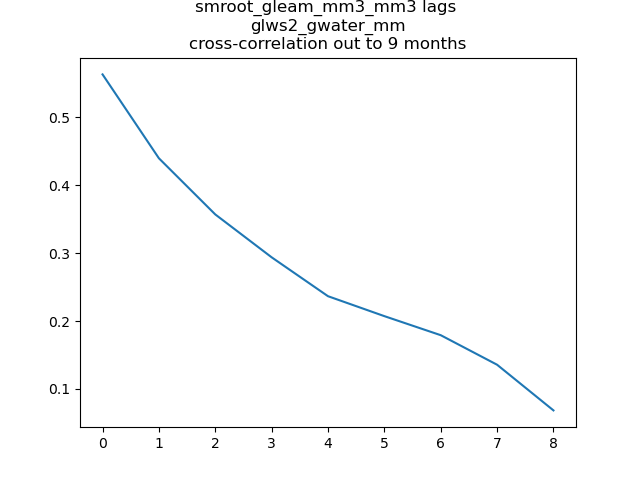 smroot_gleam_mm3_mm3 lags
glws2_gwater_mm
cross-correlation out to 9 months
0.5
0.4
0.3
0.2
0.1
0 1 2 3 4 5 6 7 8